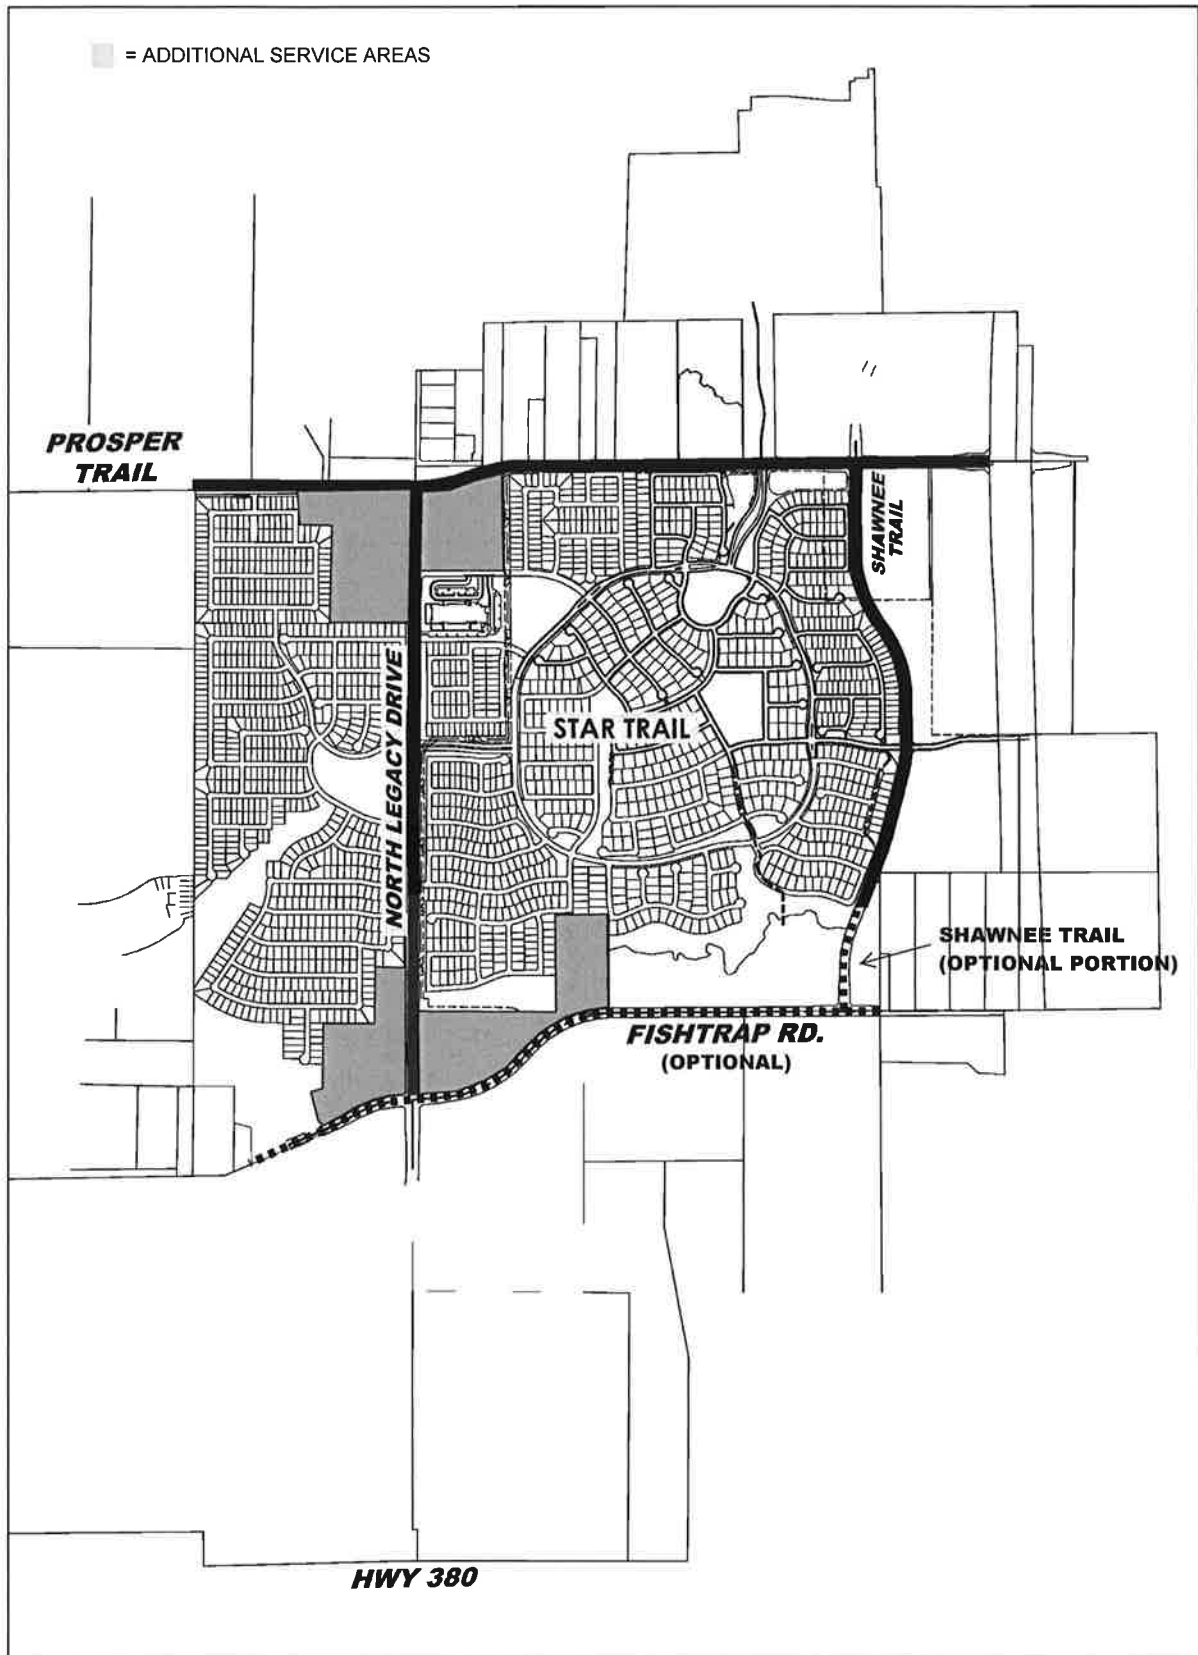 = ADDITIONAL SERVICE AREAS
PROSPER
TRAIL
SHAWNEE
TRAIL
NORTH LEGACY DRIVE
STAR TRAIL
SHAWNEE TRAIL
(OPTIONAL PORTION)
FISHTRAP RD.
(OPTIONAL)
HWY 380